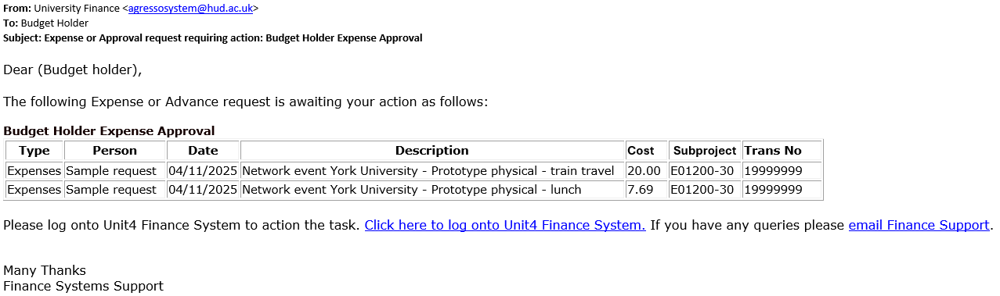 From: University Finance <agressosystem@hud.ac.uk>
To: Budget Holder
Subject: Expense or Approval request requiring action: Budget Holder Expense Approval
Dear (Budget holder),
The following Expense or Advance request is awaiting your action as follows:
Budget Holder Expense Approval
Type Person Date Description Cost Subproject Trans No
Expenses Sample request 04/11/2025 Network event York University - Prototype physical - train travel 20.00 E01200-30 19999999
Expenses Sample request 04/11/2025 Network event York University - Prototype physical - lunch 7.69 E01200-30 19999999
Please log onto Unit4 Finance System to action the task. Click here to log onto Unit4 Finance System. If you have any queries please email Finance Support.
Many Thanks
Finance Systems Support